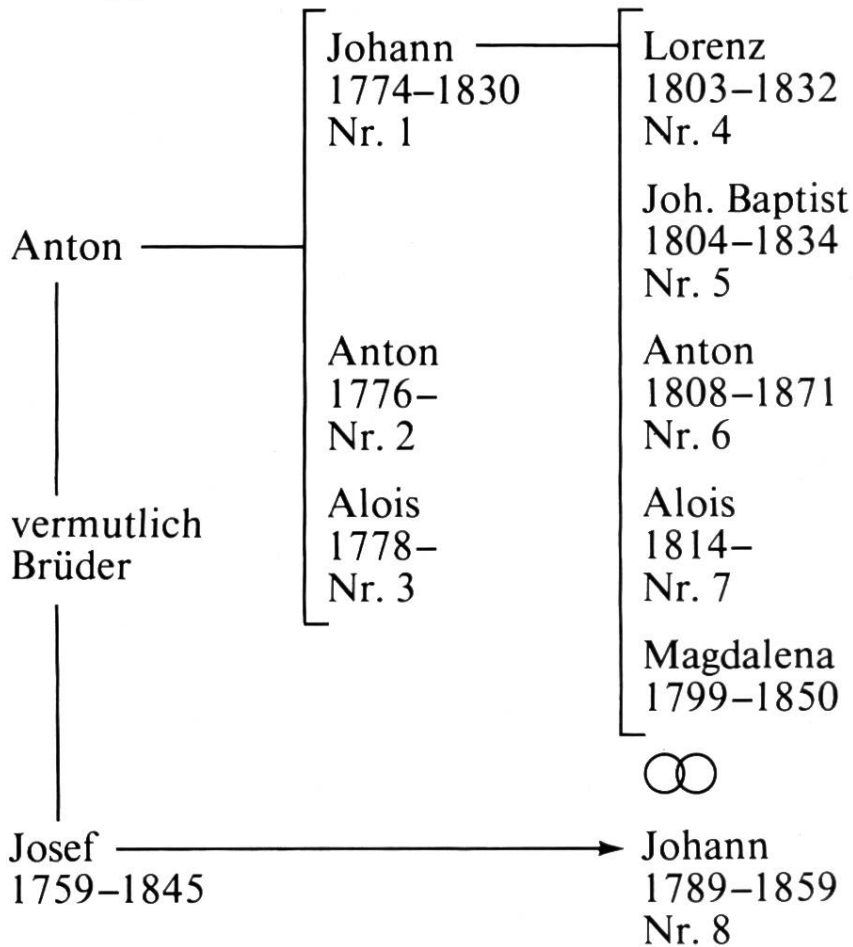 Johann
1774–1830
Nr. 1
Lorenz
1803–1832
Nr. 4
Joh. Baptist
1804–1834
Nr. 5
Anton
Anton
1776–
Nr. 2
Anton
1808–1871
Nr. 6
Alois
1778–
Nr. 3
Alois
1814–
Nr. 7
vermutlich
Brüder
Magdalena
1799–1850
Josef
1759–1845
Johann
1789–1859
Nr. 8